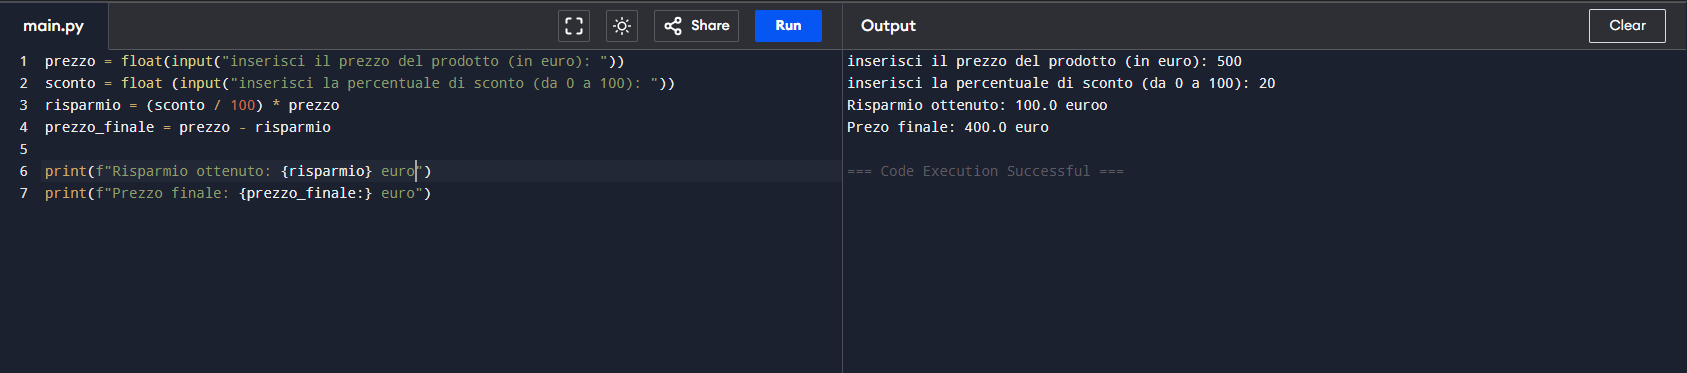 main.py Share Run Output Clear
1 prezzo = float(input("inserisci il prezzo del prodotto (in euro): "))
2 sconto = float (input("inserisci la percentuale di sconto (da 0 a 100): "))
3 risparmio = (sconto / 100) * prezzo
4 prezzo_finale = prezzo - risparmio
5
6 print(f"Risparmio ottenuto: {risparmio} euro")
7 print(f"Prezzo finale: {prezzo_finale:} euro")
inserisci il prezzo del prodotto (in euro): 500
inserisci la percentuale di sconto (da 0 a 100): 20
Risparmio ottenuto: 100.0 euroo
Prezo finale: 400.0 euro
=== Code Execution Successful ===